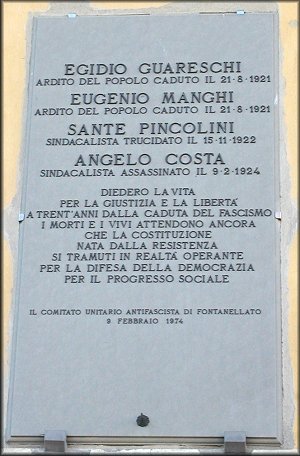 EGIDIO GUARESCHI
ARDITO DEL POPOLO CADUTO IL 21·8·1921
EUGENIO MANGHI
ARDITO DEL POPOLO CADUTO IL 21·8·1921
SANTE PINCOLINI
SINDACALISTA TRUCIDATO IL 15·11·1922
ANGELO COSTA
SINDACALISTA ASSASSINATO IL 9·2·1924
DIEDERO LA VITA
PER LA GIUSTIZIA E LA LIBERTÀ
A TRENT'ANNI DALLA CADUTA DEL FASCISMO
I MORTI E I VIVI ATTENDONO ANCORA
CHE LA COSTITUZIONE
NATA DALLA RESISTENZA
SI TRAMUTI IN REALTÀ OPERANTE
PER LA DIFESA DELLA DEMOCRAZIA
PER IL PROGRESSO SOCIALE
IL COMITATO UNITARIO ANTIFASCISTA DI FONTANELLATO
9 FEBBRAIO 1974